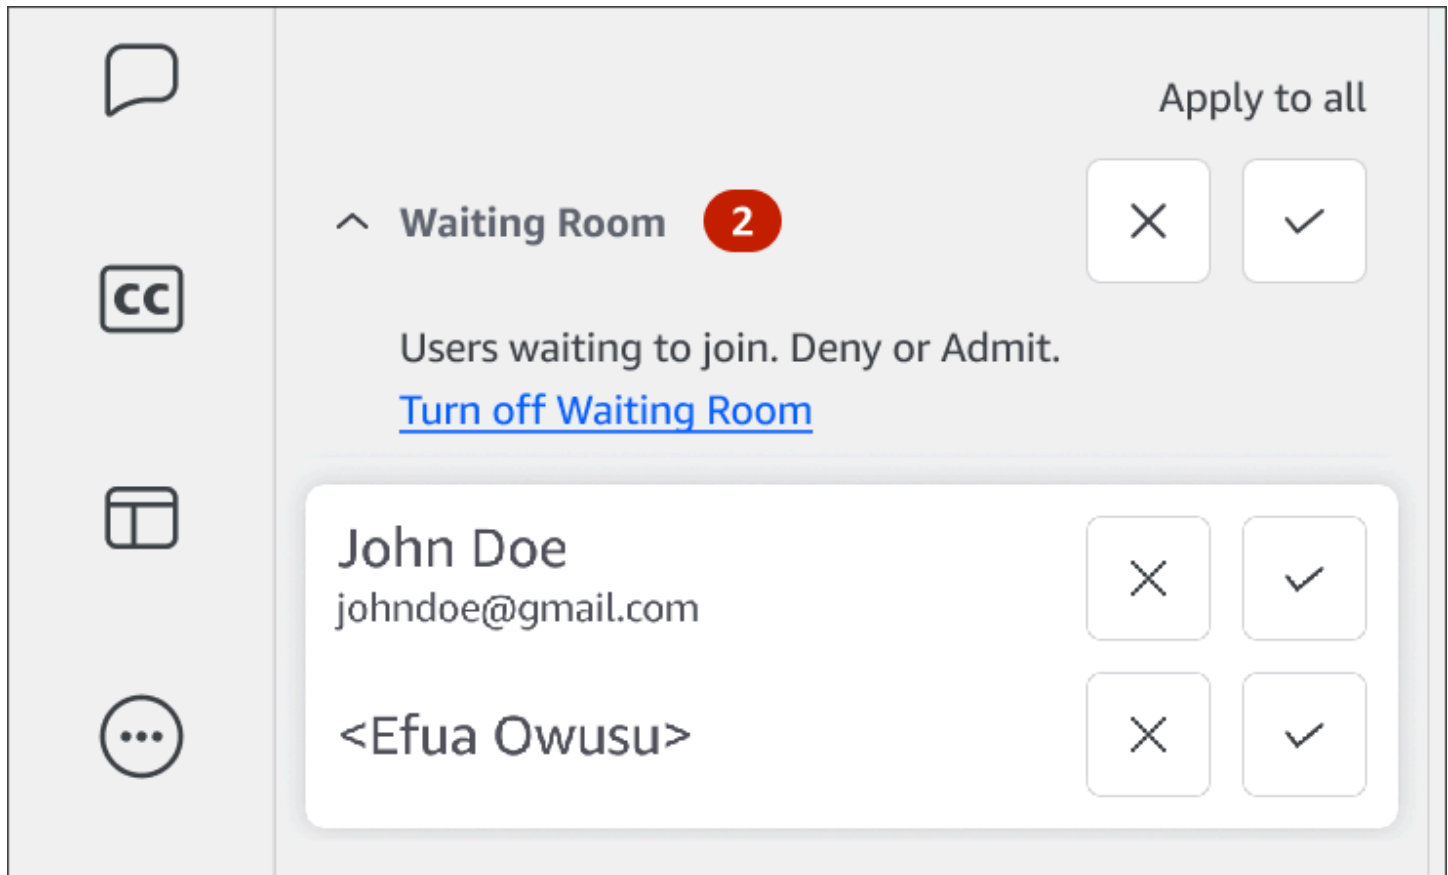 Apply to all
Waiting Room 2
Users waiting to join. Deny or Admit.
Turn off Waiting Room
John Doe
johndoe@gmail.com
<Efua Owusu>
CC